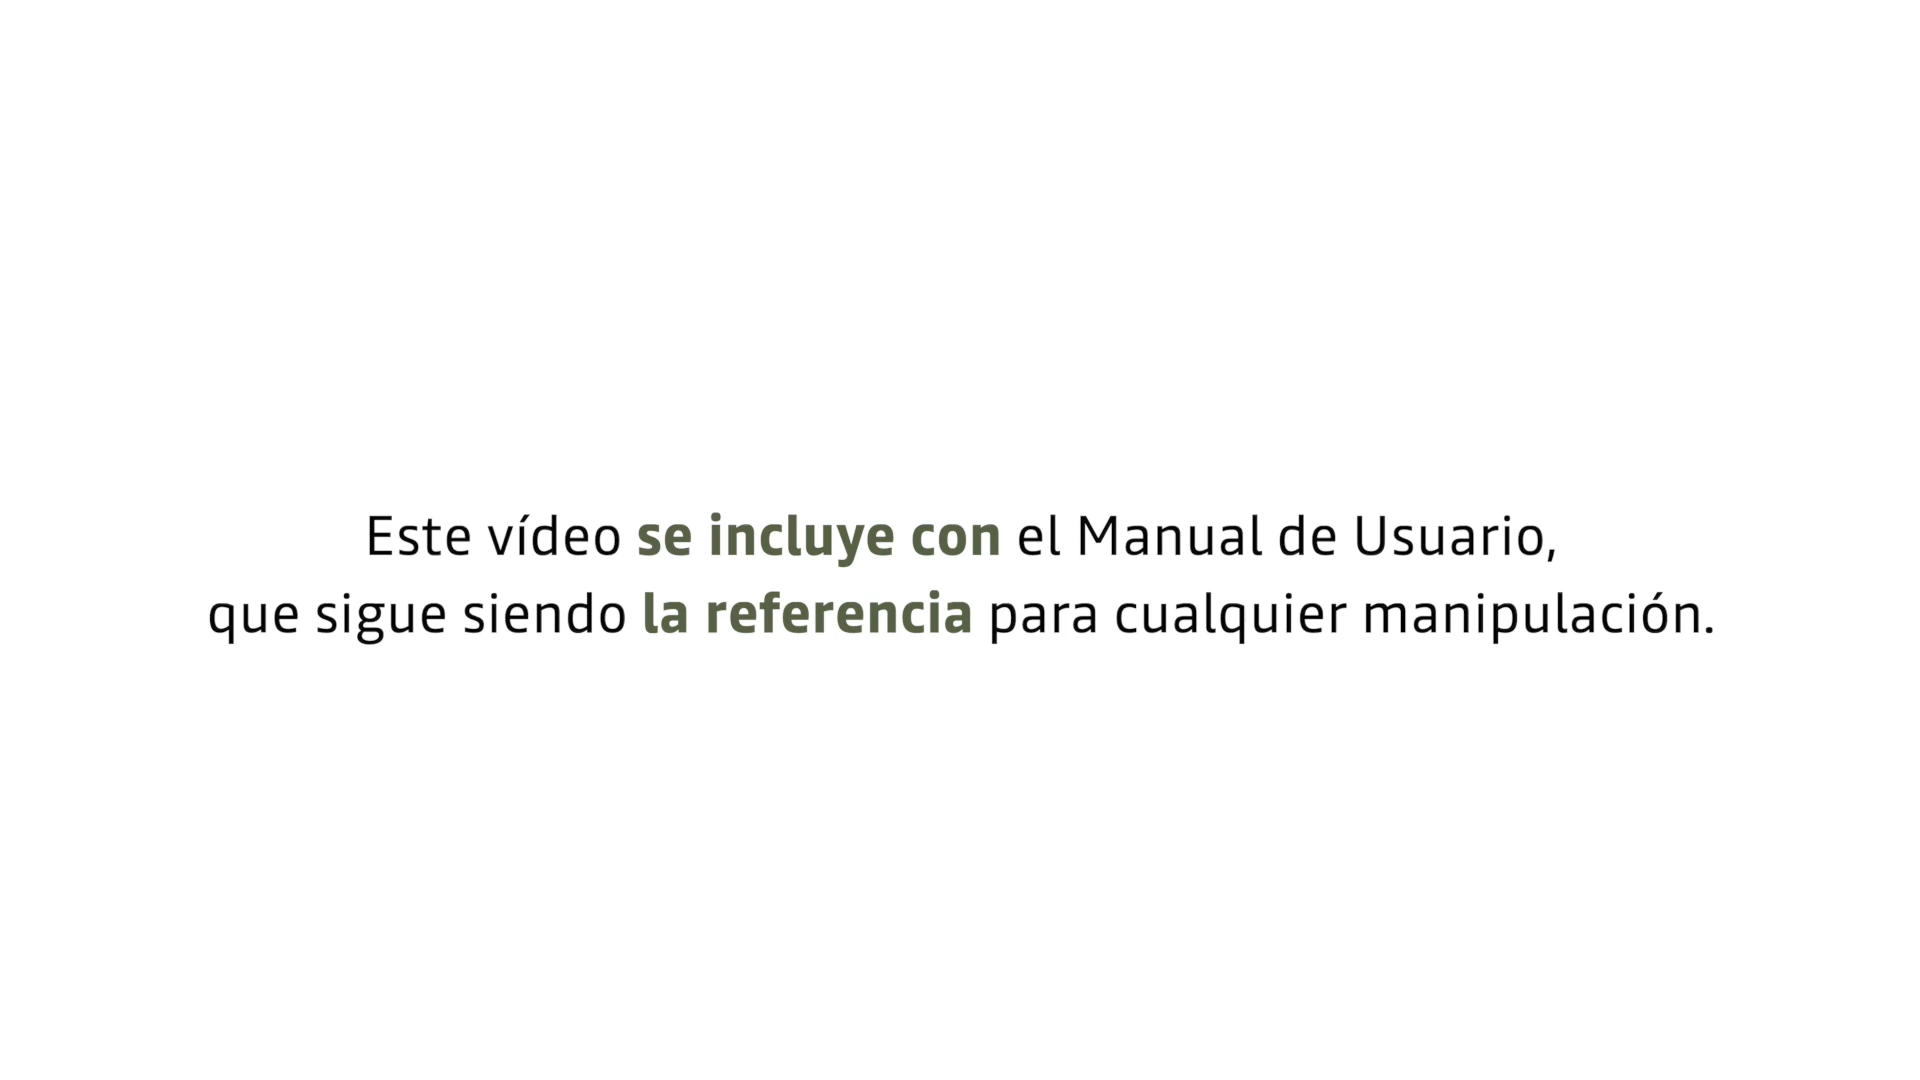 Este vídeo se incluye con el Manual de Usuario,
que sigue siendo la referencia para cualquier manipulación.